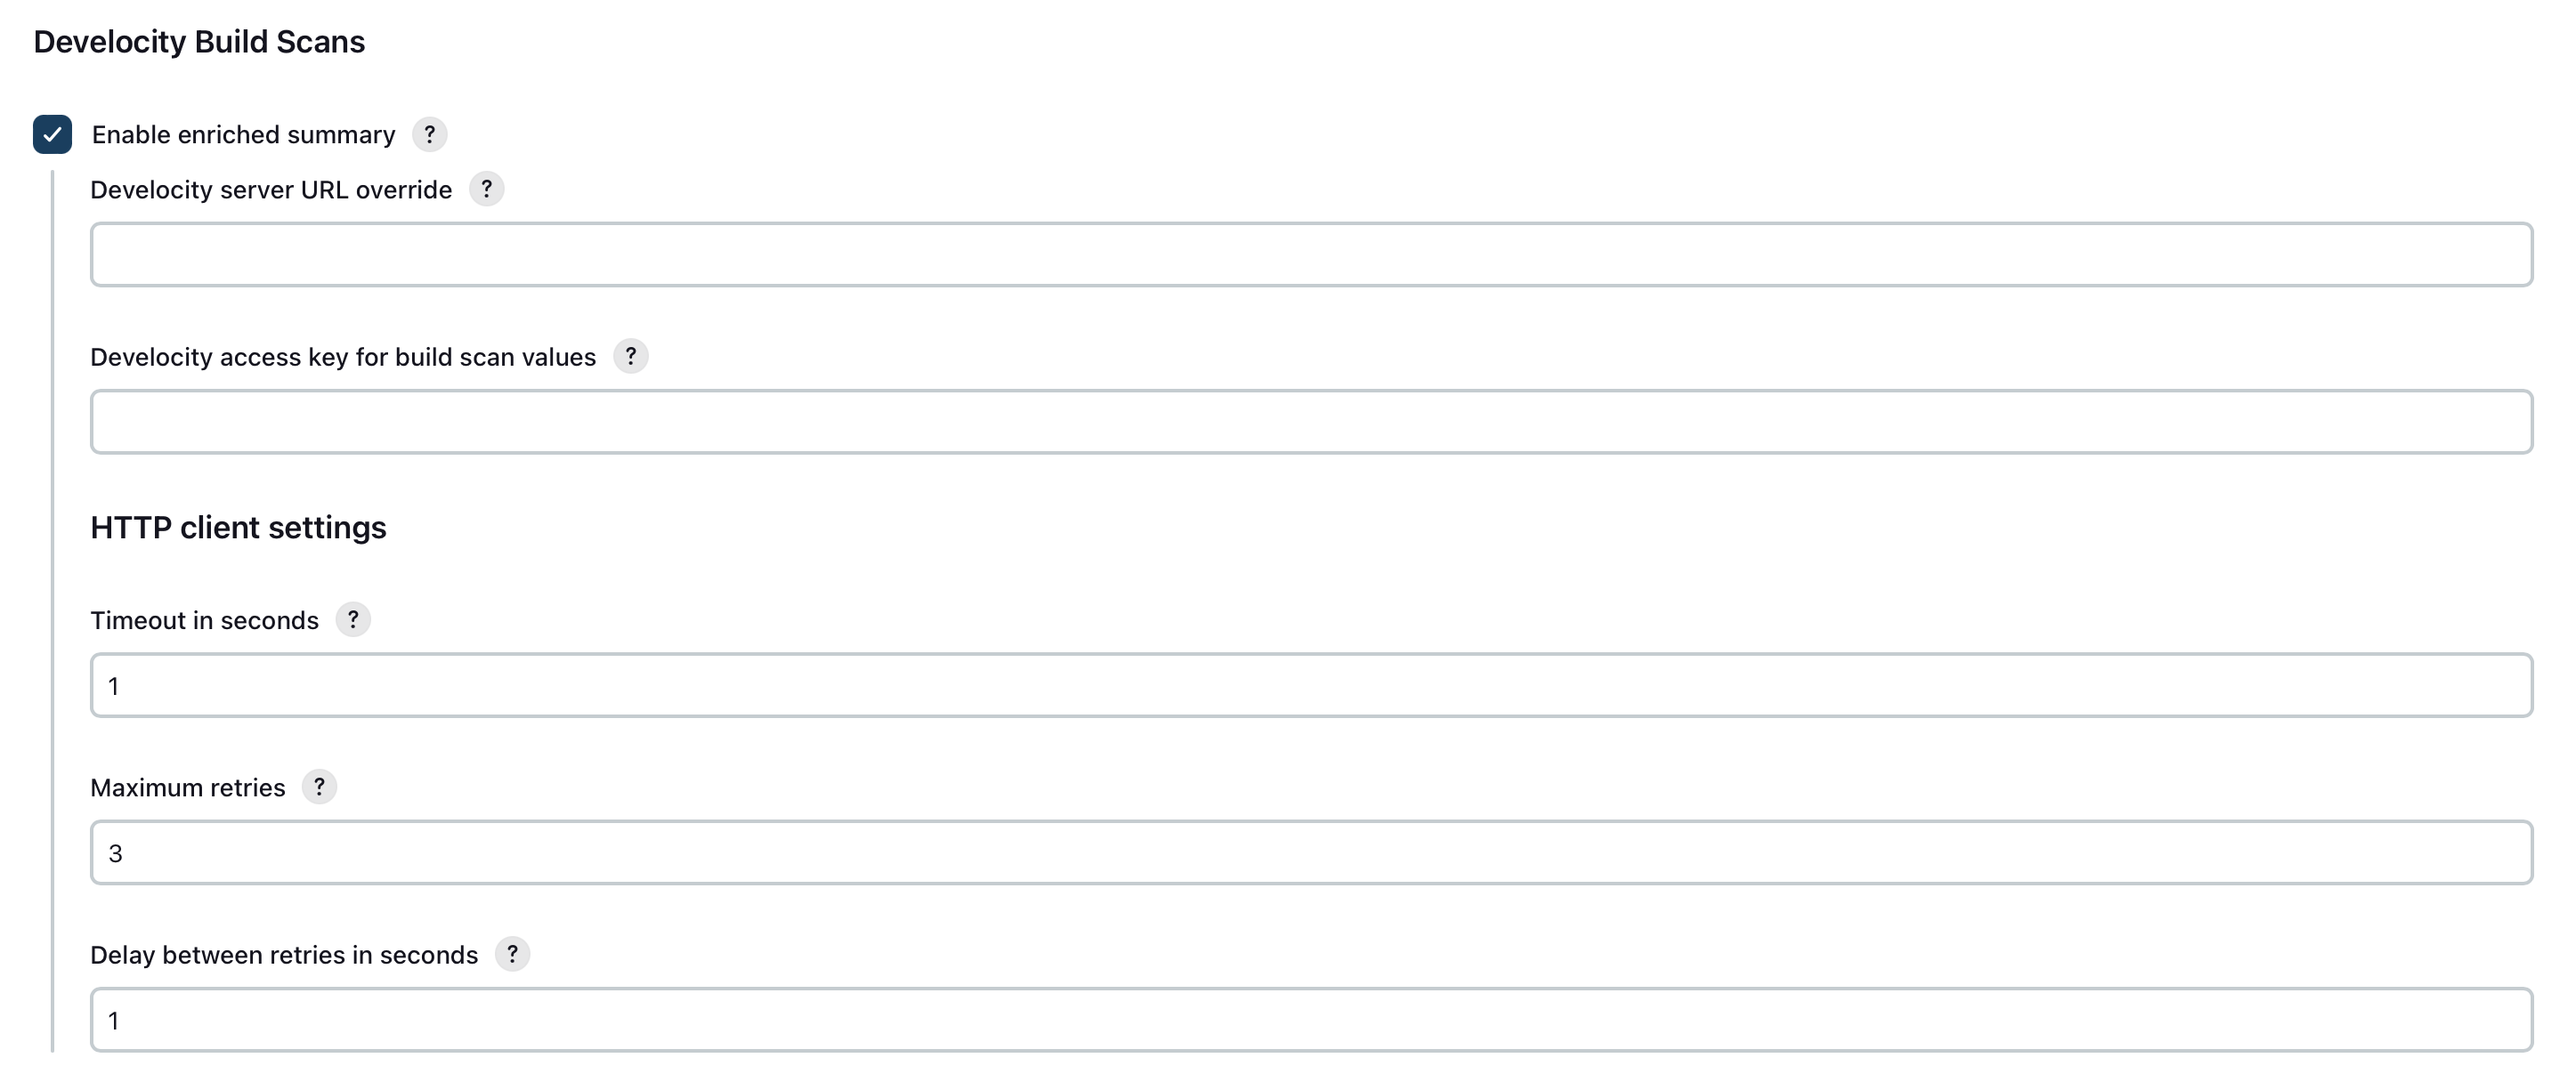 Develocity Build Scans
Enable enriched summary ?
Develocity server URL override ?
Develocity access key for build scan values ?
HTTP client settings
Timeout in seconds ?
1
Maximum retries ?
3
Delay between retries in seconds ?
1